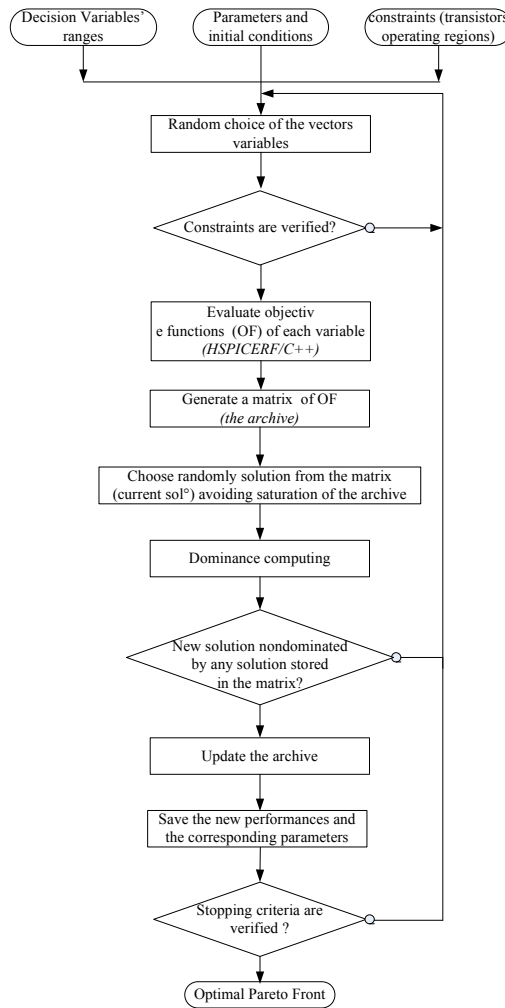 Decision Variables'
ranges
Parameters and
initial conditions
constraints (transistors
operating regions)
Random choice of the vectors
variables
Constraints are verified?
Evaluate objectiv
e functions (OF) of each variable
(HSPICERF/C++)
Generate a matrix of OF
(the archive)
Choose randomly solution from the matrix
(current sol°) avoiding saturation of the archive
Dominance computing
New solution nondominated
by any solution stored
in the matrix?
Update the archive
Save the new performances and
the corresponding parameters
Stopping criteria are
verified ?
Optimal Pareto Front